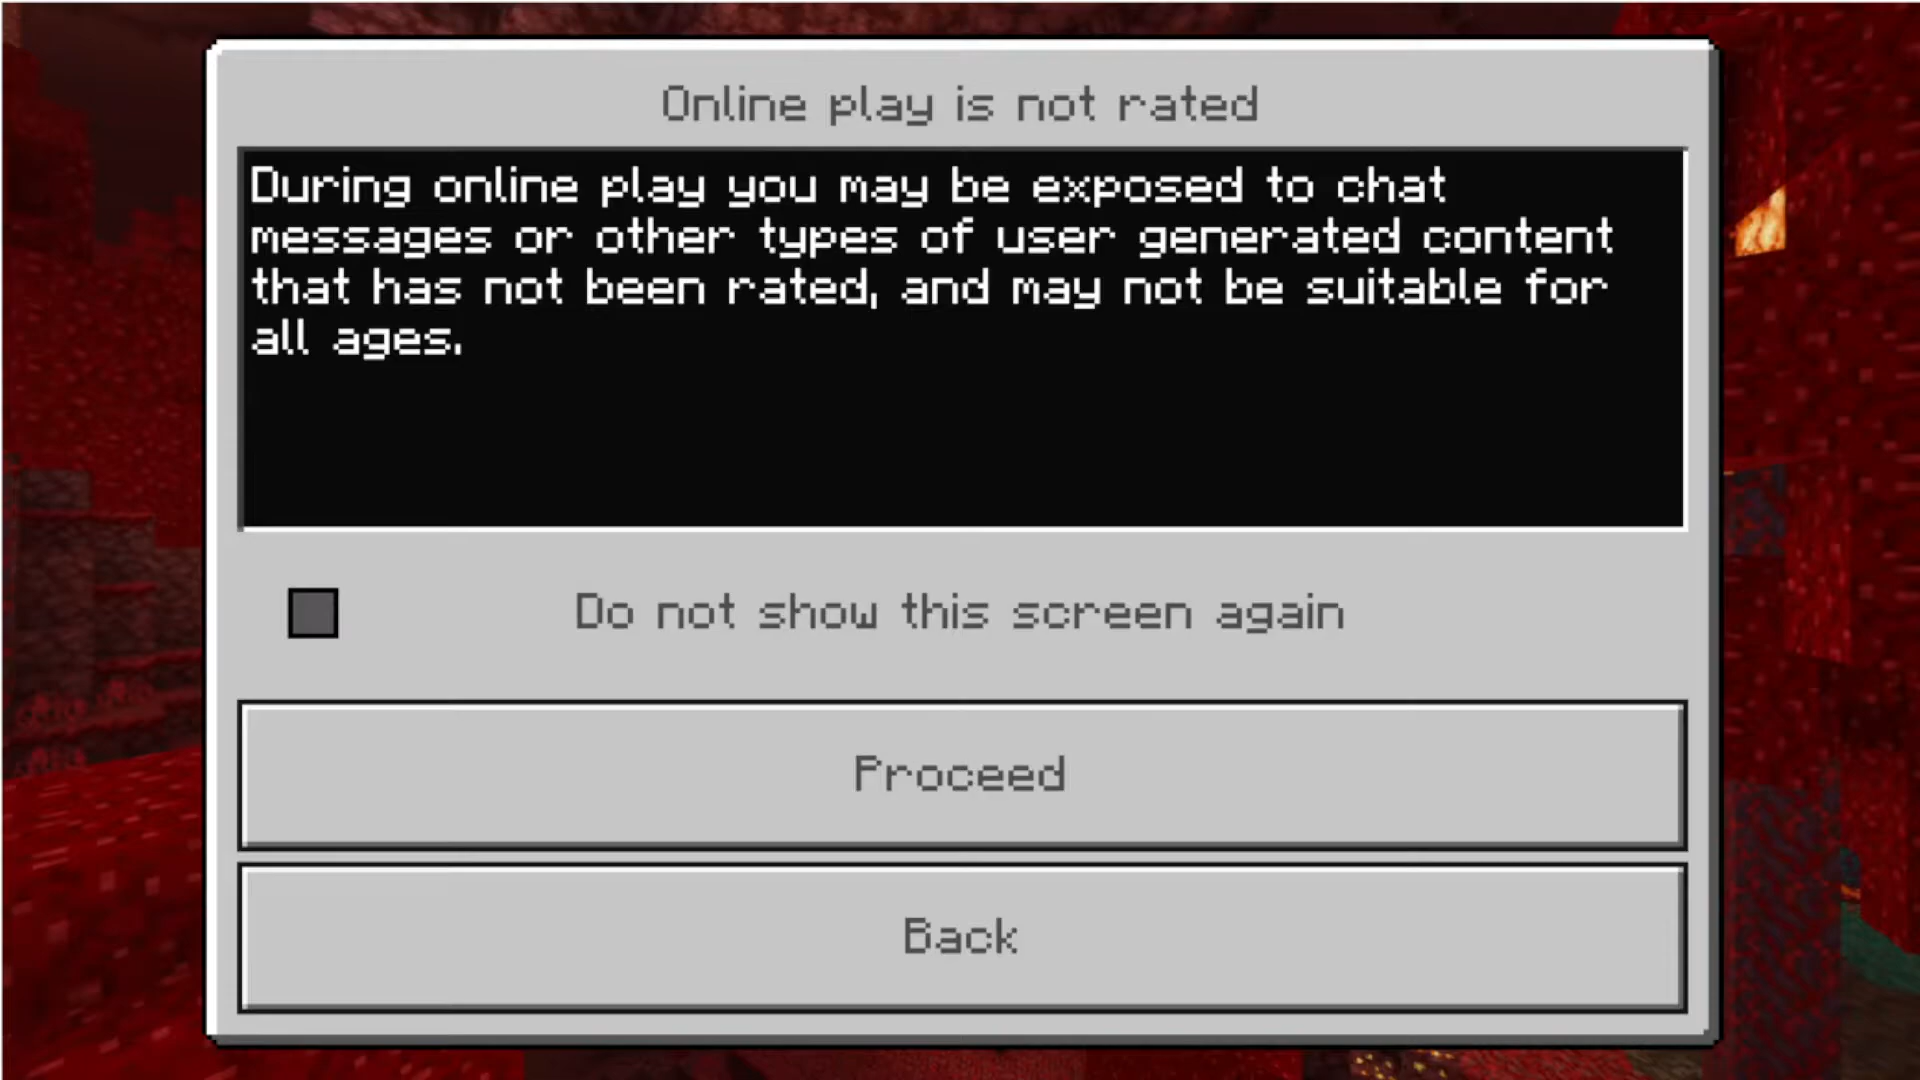 Online play is not rated
During online play you may be exposed to chat
messages or other types of user generated content
that has not been rated, and may not be suitable for
all ages.
Do not show this screen again
Proceed
Back